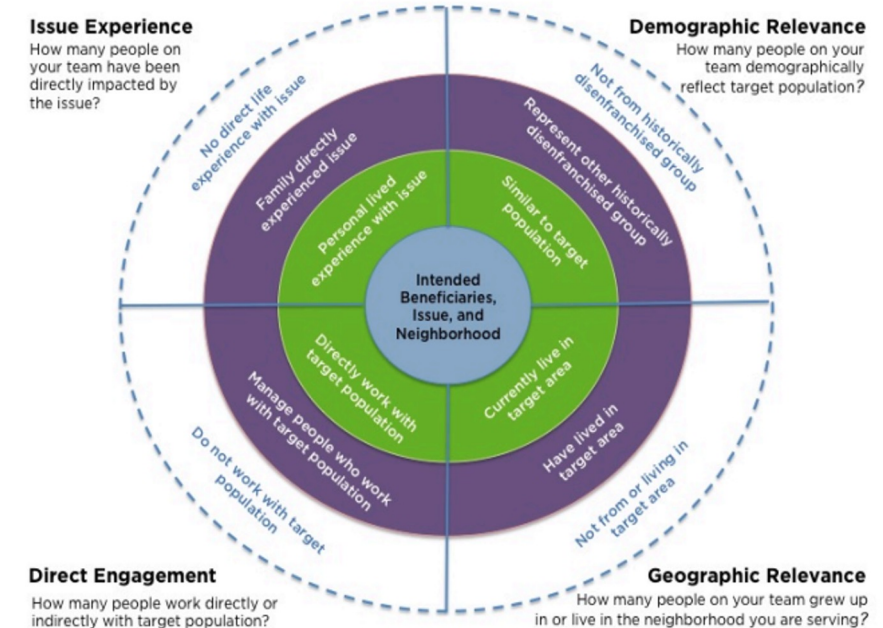 Issue Experience
How many people on
your team have been
directly impacted by
the issue?
Demographic Relevance
How many people on your
team demographically
reflect target population?
No direct life
experience with issue
Family directly
experienced issue
Personal lived
experience with issue
Not from historically
disenfranchised group
Represent other historically
disenfranchised group
Similar to target
population
Intended
Beneficiaries,
Issue, and
Neighborhood
Directly work with
target population
Manage people who work
with target population
Do not work with target
population
Currently live in
target area
Have lived in
target area
Not from or living in
target area
Direct Engagement
How many people work directly or
indirectly with target population?
Geographic Relevance
How many people on your team grew up
in or live in the neighborhood you are serving?